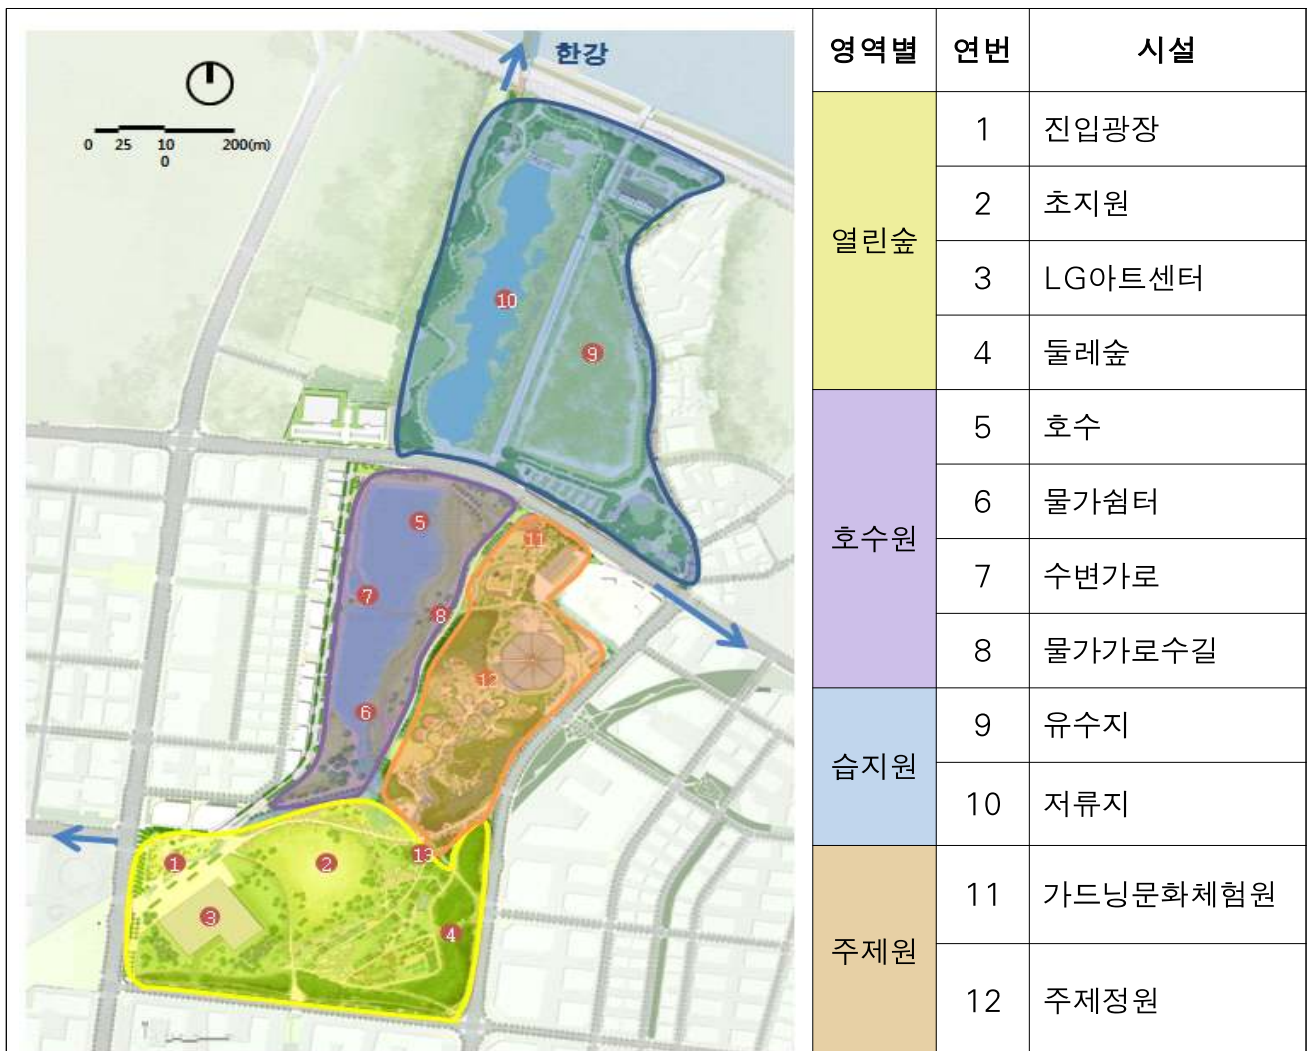 한강
0 25 10 200(m)
0
10
9
5
11
7
8
12
6
13
1
2
3
4
영역별 연번 시설
열린숲
1 진입광장
2 초지원
3 LG아트센터
4 둘레숲
호수원
5 호수
6 물가쉼터
7 수변가로
8 물가가로수길
습지원
9 유수지
10 저류지
주제원
11 가드닝문화체험원
12 주제정원